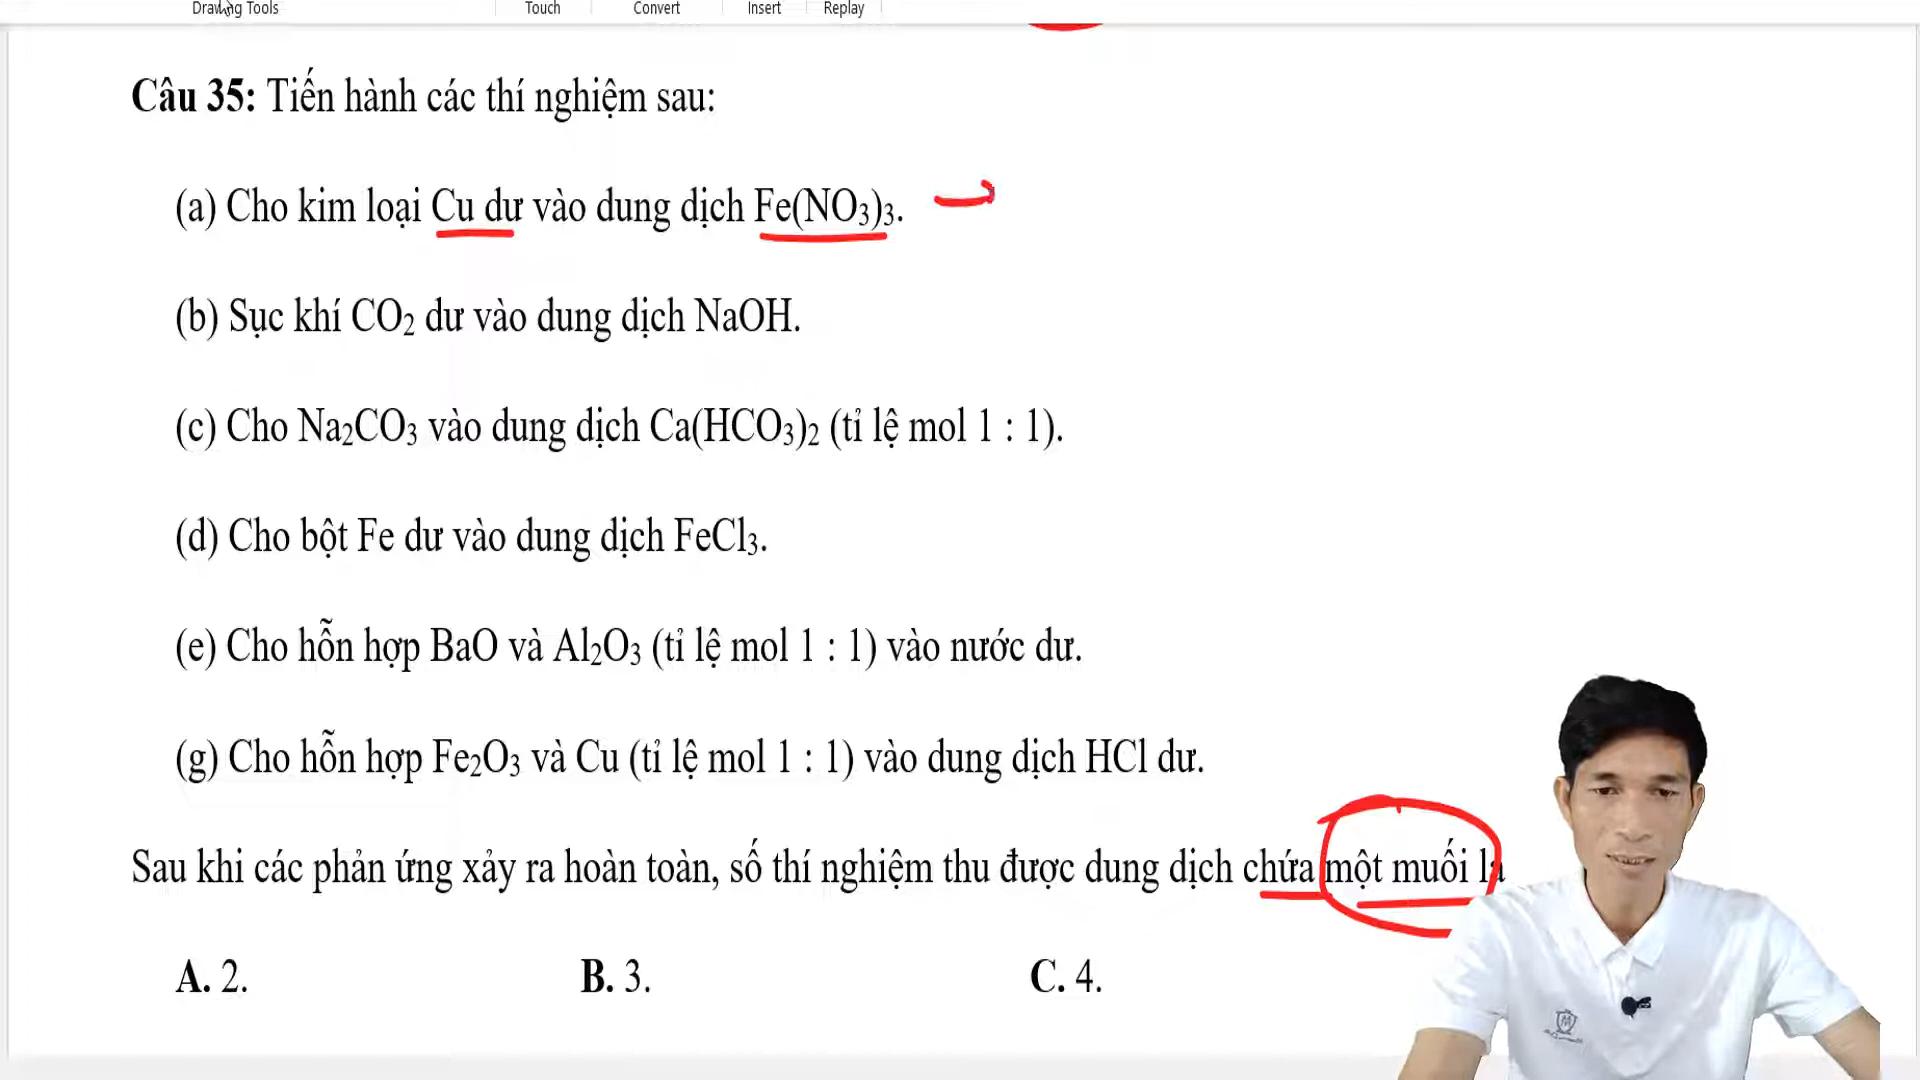 Drawing Tools Touch Convert Insert Replay
Câu 35: Tiến hành các thí nghiệm sau:
(a) Cho kim loại Cu dư vào dung dịch Fe(NO₃)₃.
(b) Sục khí CO₂ dư vào dung dịch NaOH.
(c) Cho Na₂CO₃ vào dung dịch Ca(HCO₃)₂ (tỉ lệ mol 1 : 1).
(d) Cho bột Fe dư vào dung dịch FeCl₃.
(e) Cho hỗn hợp BaO và Al₂O₃ (tỉ lệ mol 1 : 1) vào nước dư.
(g) Cho hỗn hợp Fe₂O₃ và Cu (tỉ lệ mol 1 : 1) vào dung dịch HCl dư.
Sau khi các phản ứng xảy ra hoàn toàn, số thí nghiệm thu được dung dịch chứa một muối là
A. 2. B. 3. C. 4.